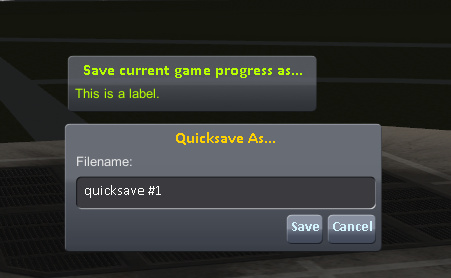 Save current game progress as...
This is a label.
Quicksave As...
Filename:
quicksave #1
Save Cancel